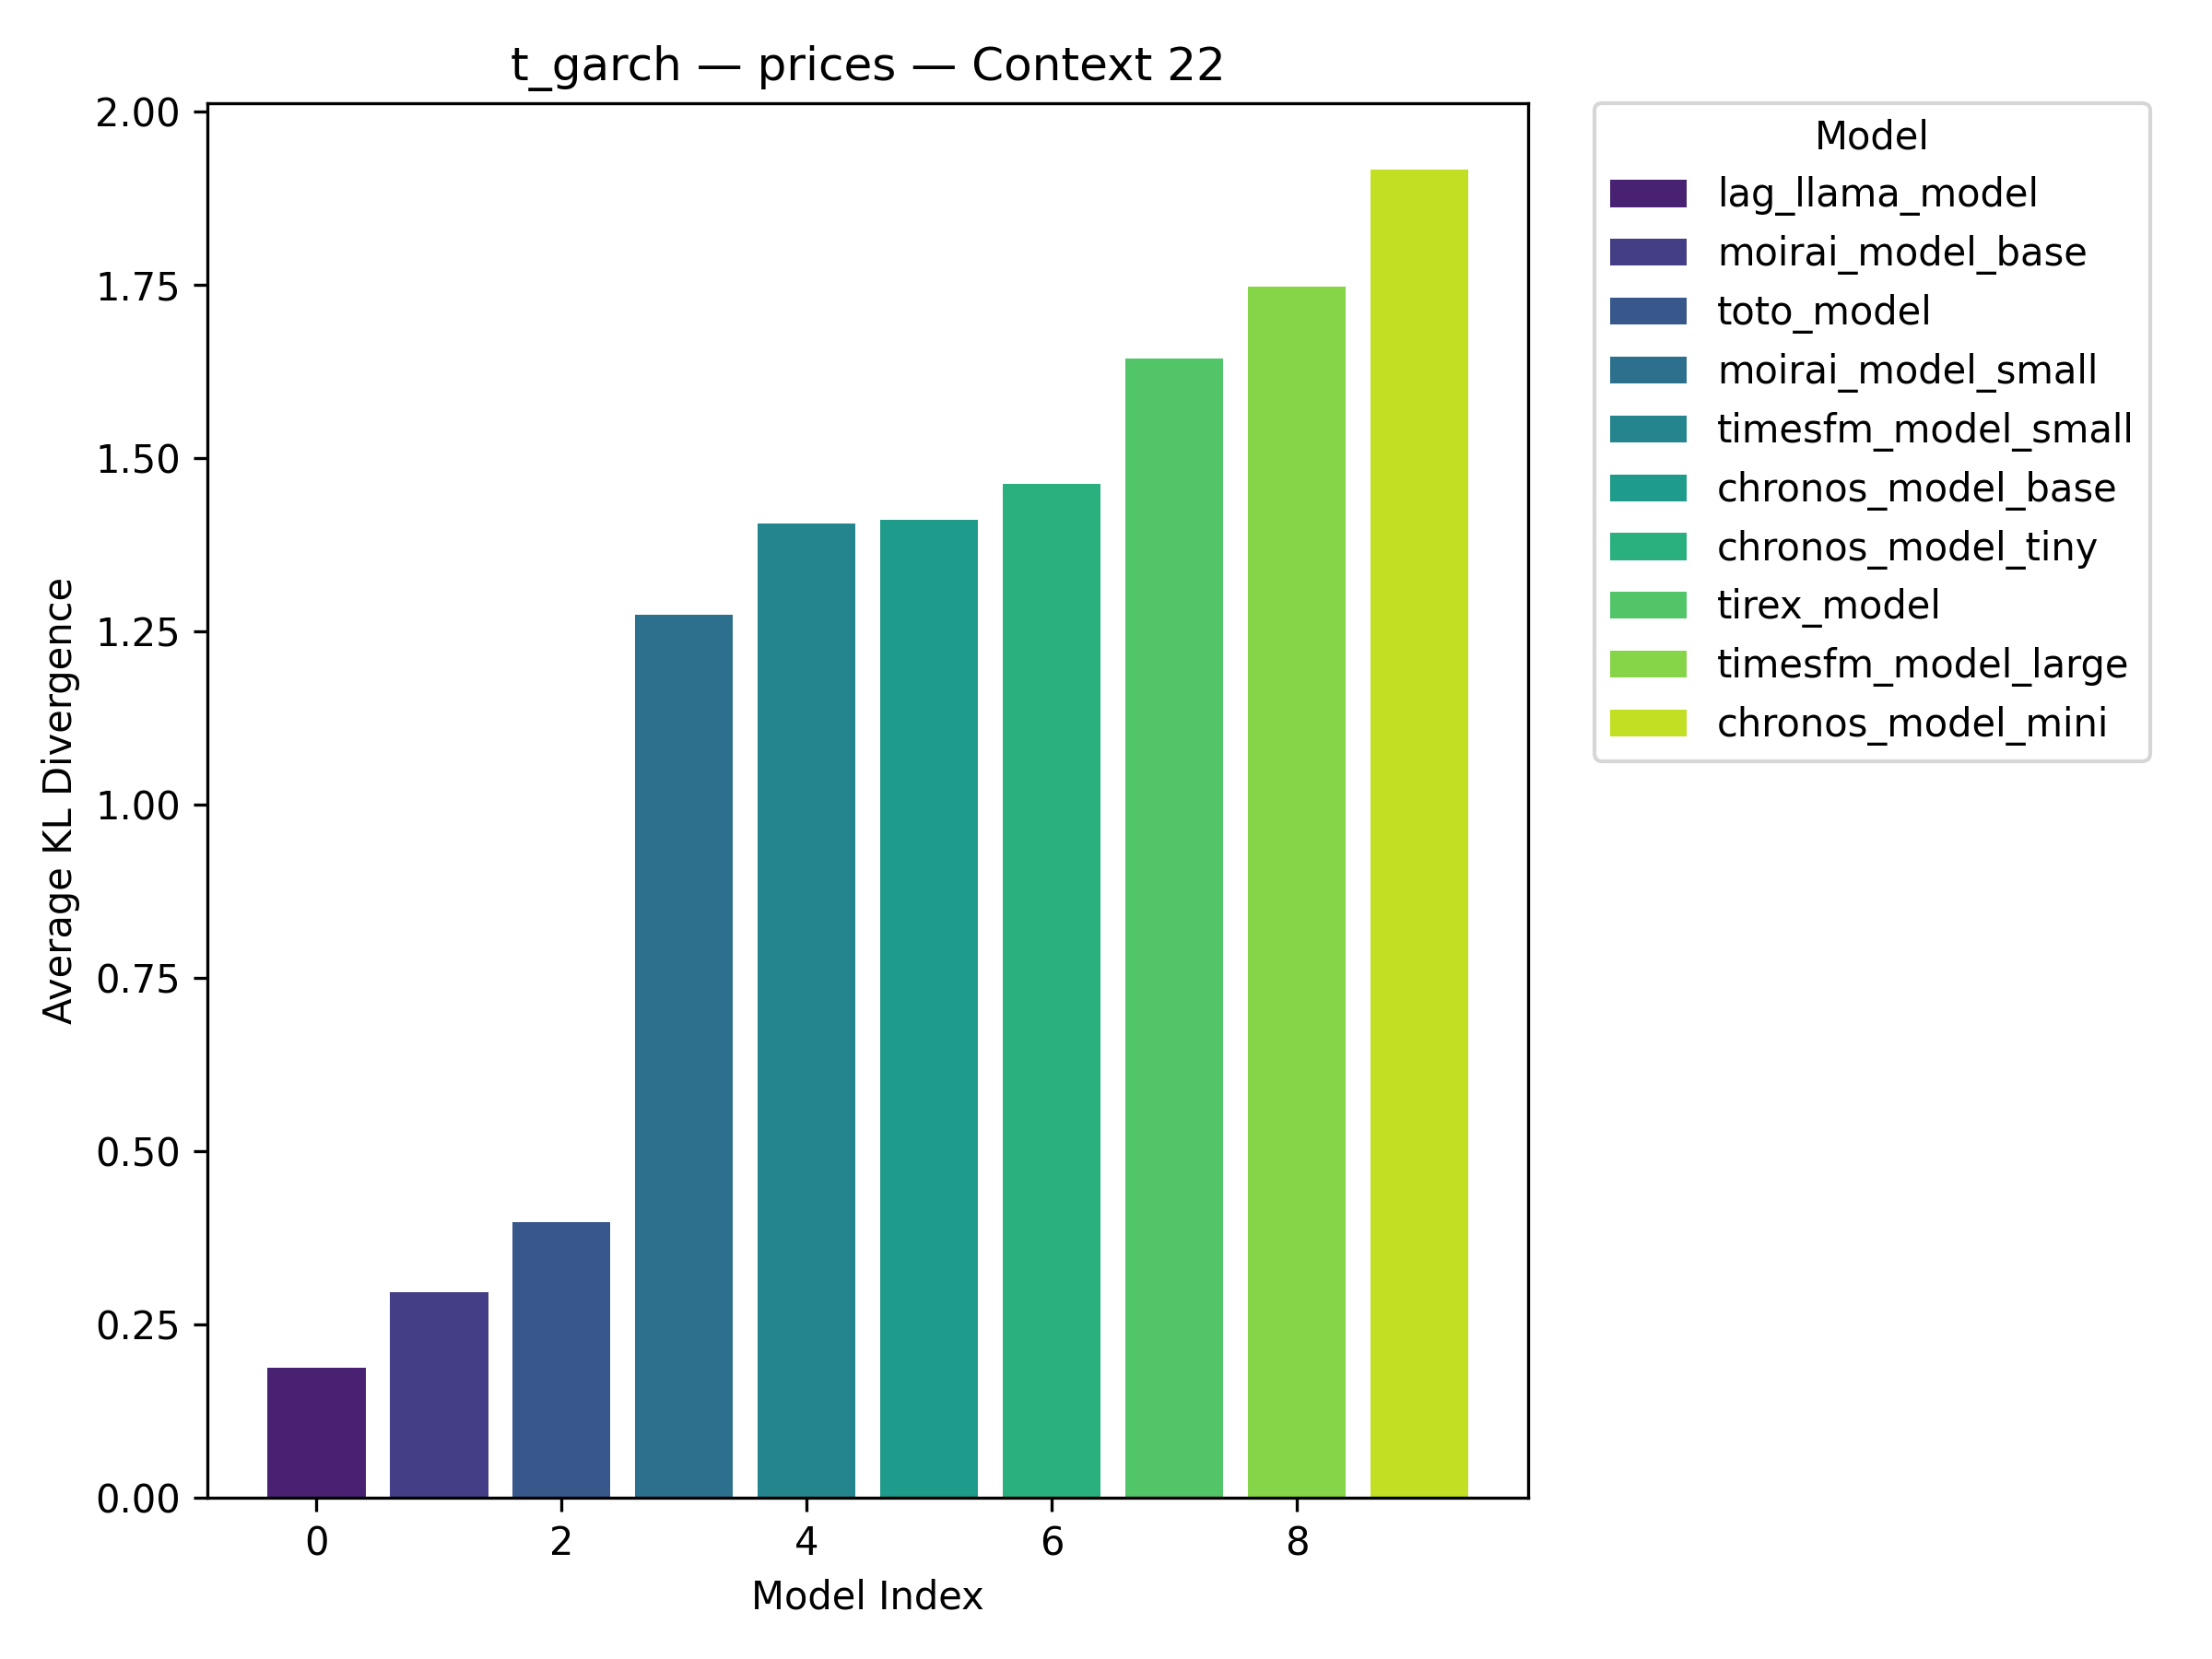 t_garch — prices — Context 22
2.00
1.75
1.50
1.25
1.00
0.75
0.50
0.25
0.00
Average KL Divergence
0 2 4 6 8
Model Index
Model
lag_llama_model
moirai_model_base
toto_model
moirai_model_small
timesfm_model_small
chronos_model_base
chronos_model_tiny
tirex_model
timesfm_model_large
chronos_model_mini